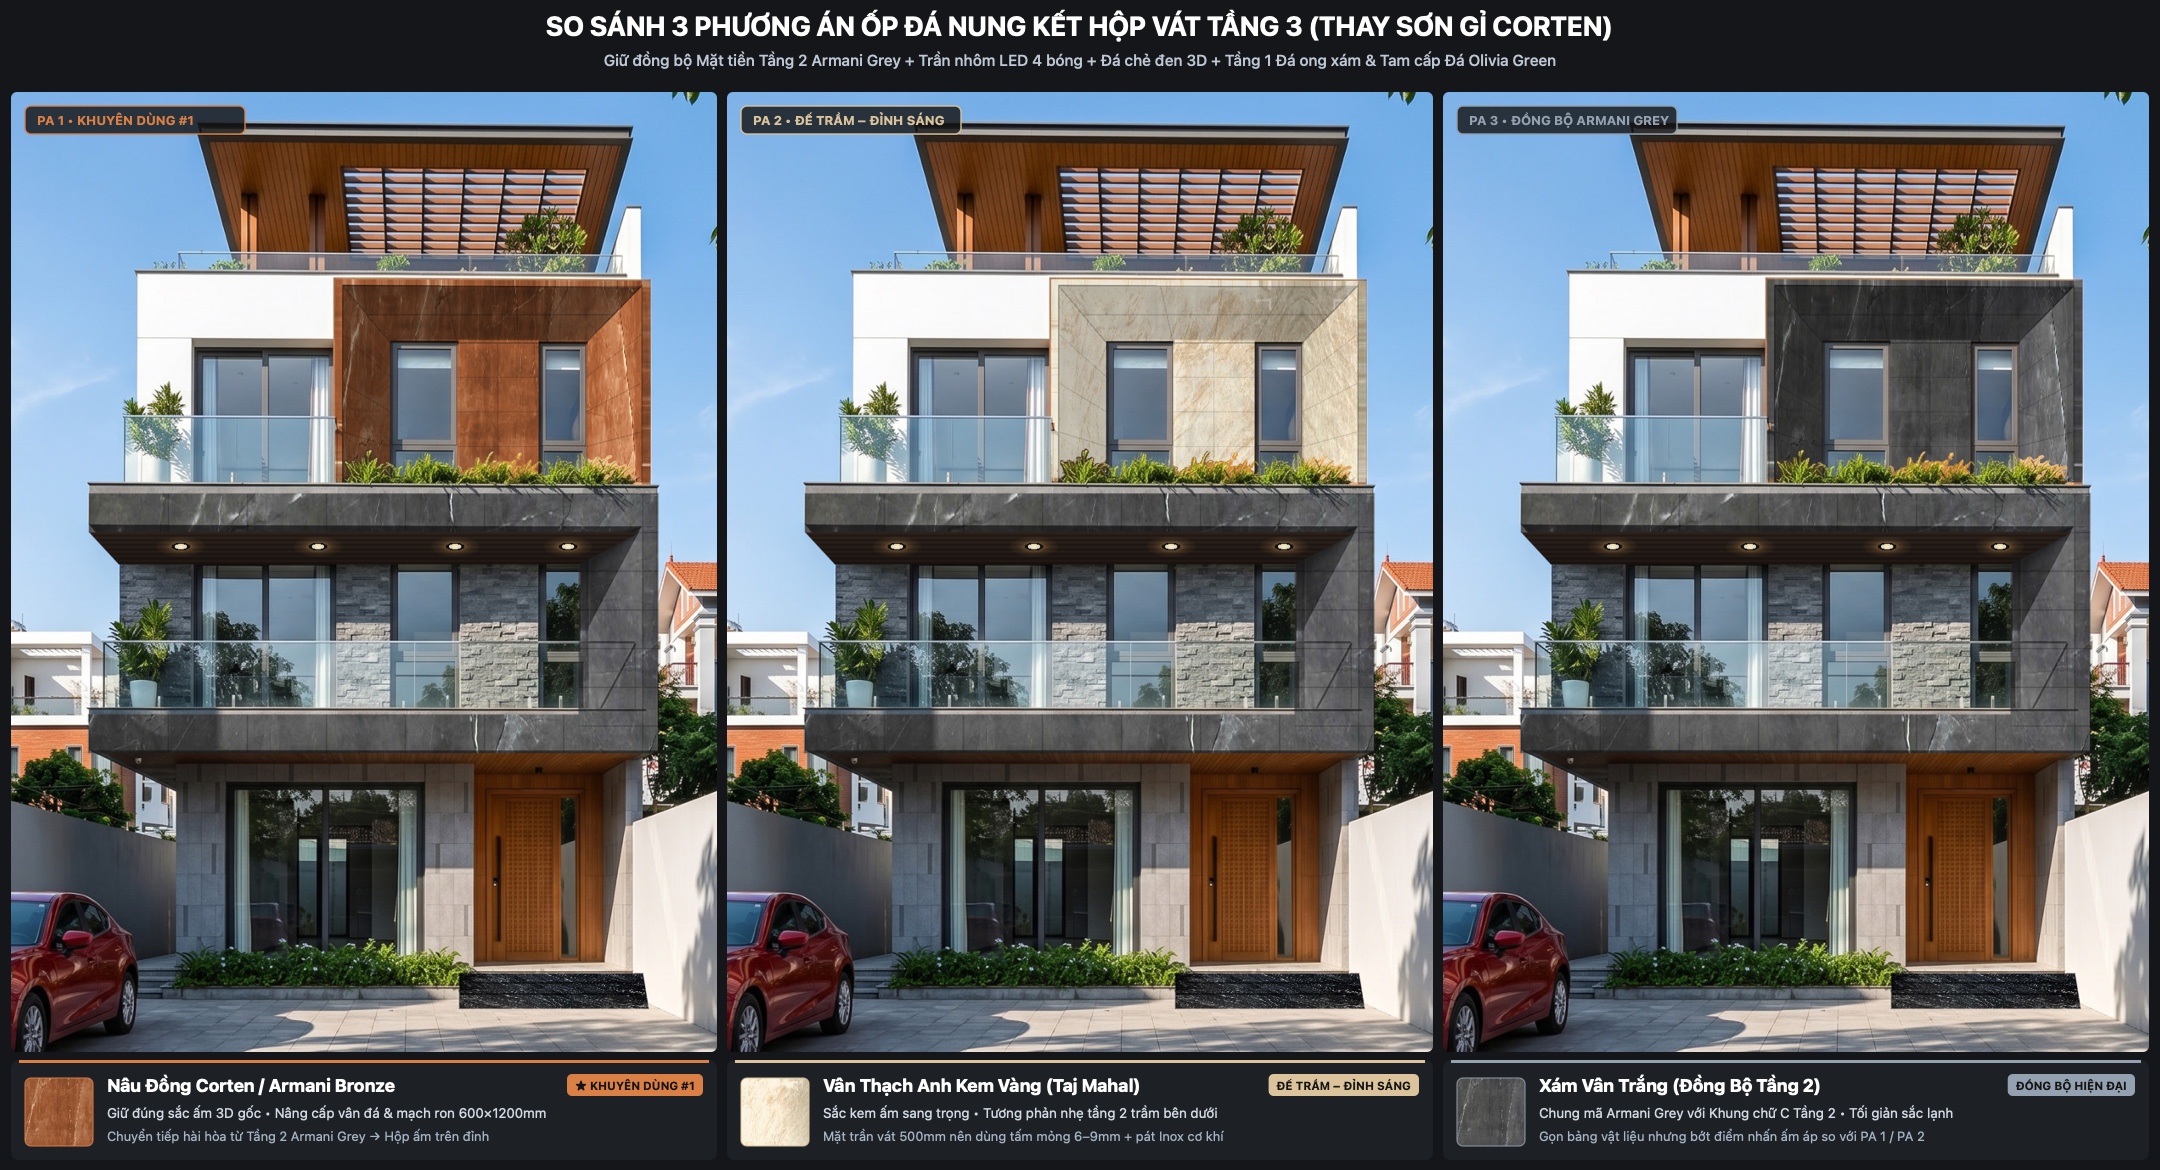 SO SÁNH 3 PHƯƠNG ÁN ỐP ĐÁ NUNG KẾT HỘP VÁT TẦNG 3 (THAY SƠN GỈ CORTEN)
Giữ đồng bộ Mặt tiền Tầng 2 Armani Grey + Trần nhôm LED 4 bóng + Đá chẻ đen 3D + Tầng 1 Đá ong xám & Tam cấp Đá Olivia Green
PA 1 • KHUYÊN DÙNG #1
PA 2 • ĐẾ TRẦM – ĐỈNH SÁNG
PA 3 • ĐỒNG BỘ ARMANI GREY
Nâu Đồng Corten / Armani Bronze
★ KHUYÊN DÙNG #1
Giữ đúng sắc ấm 3D gốc • Nâng cấp vân đá & mạch ron 600×1200mm
Chuyển tiếp hài hòa từ Tầng 2 Armani Grey → Hộp ấm trên đỉnh
Vân Thạch Anh Kem Vàng (Taj Mahal)
ĐẾ TRẦM – ĐỈNH SÁNG
Sắc kem ấm sang trọng • Tương phản nhẹ tầng 2 trầm bên dưới
Mặt trần vát 500mm nên dùng tấm mỏng 6–9mm + pát Inox cơ khí
Xám Vân Trắng (Đồng Bộ Tầng 2)
ĐỒNG BỘ HIỆN ĐẠI
Chung mã Armani Grey với Khung chữ C Tầng 2 • Tối giản sắc lạnh
Gọn bảng vật liệu nhưng bớt điểm nhấn ấm áp so với PA 1 / PA 2